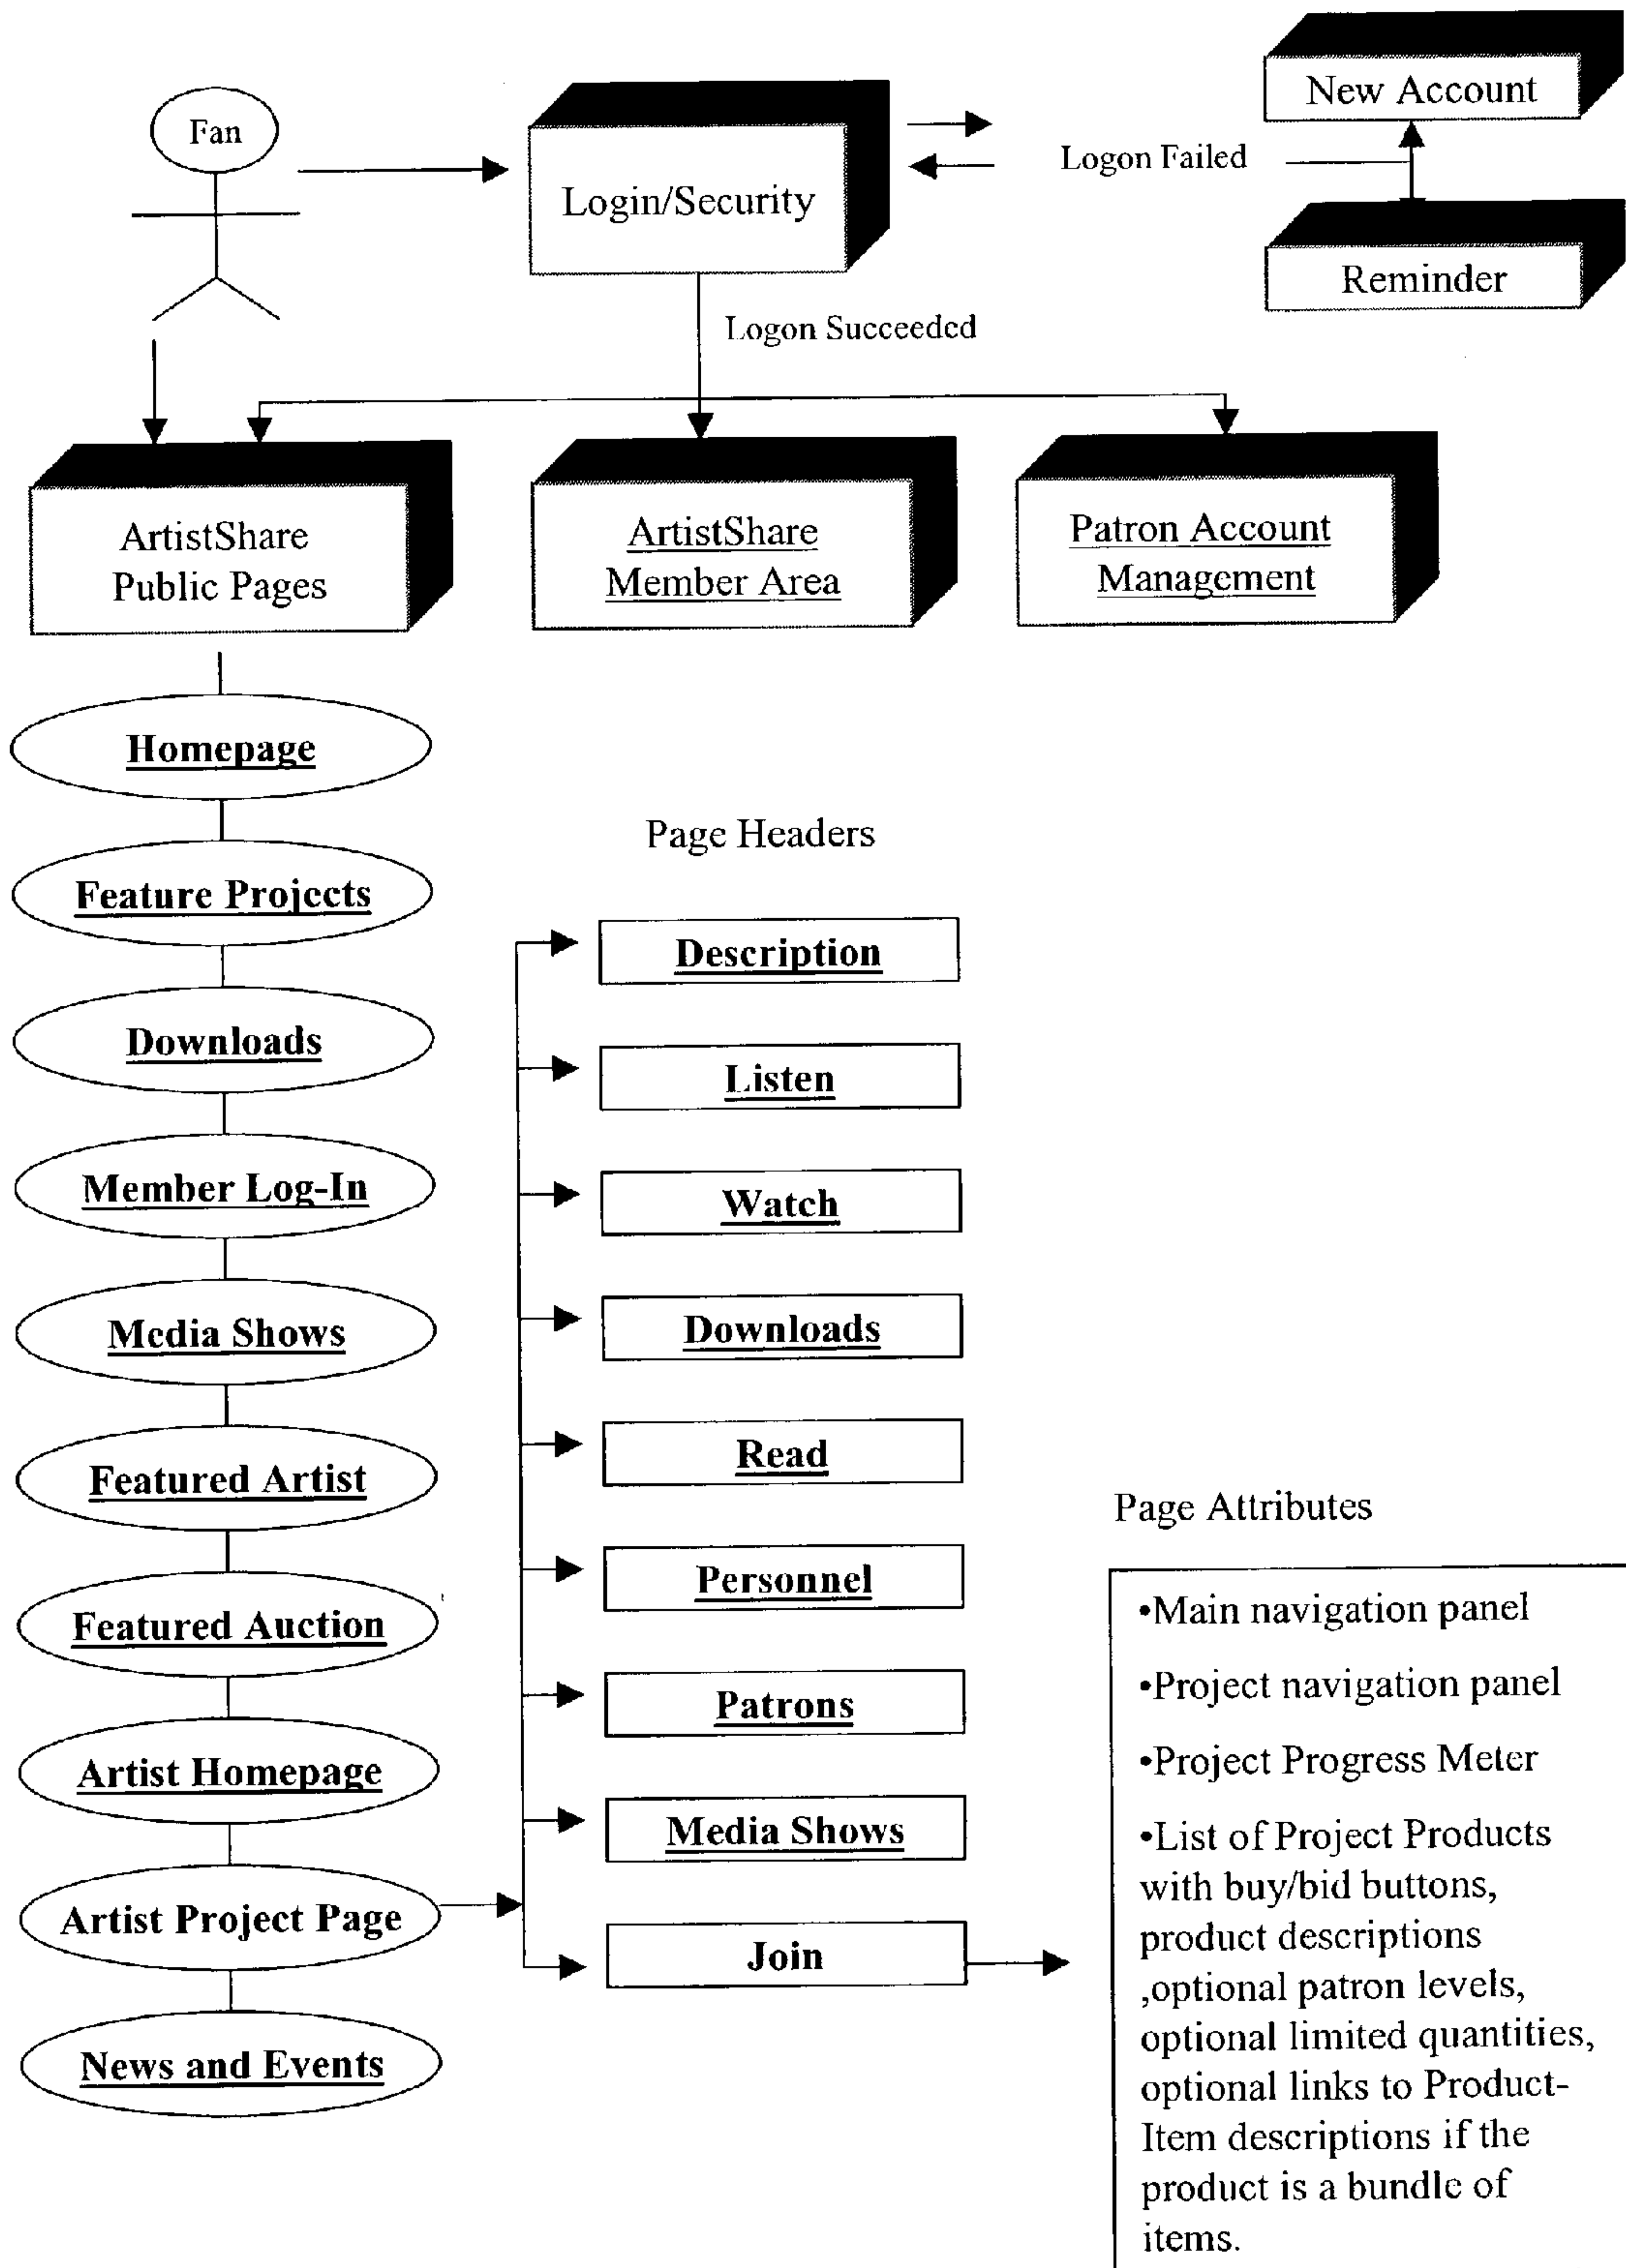 New Account
Fan
Logon Failed
Login/Security
Reminder
Logon Succeeded
ArtistShare
Public Pages
ArtistShare
Member Area
Patron Account
Management
Homepage
Feature Projects
Downloads
Member Log-In
Media Shows
Featured Artist
Featured Auction
Artist Homepage
Artist Project Page
News and Events
Page Headers
Description
Listen
Watch
Downloads
Read
Personnel
Patrons
Media Shows
Join
Page Attributes
•Main navigation panel
•Project navigation panel
•Project Progress Meter
•List of Project Products
with buy/bid buttons,
product descriptions
,optional patron levels,
optional limited quantities,
optional links to Product-
Item descriptions if the
product is a bundle of
items.